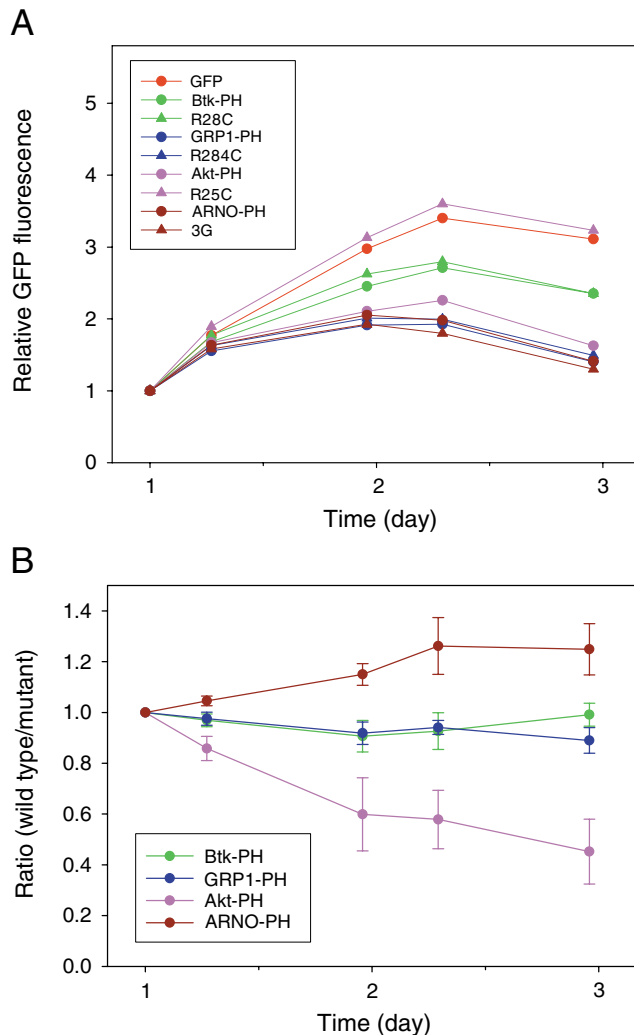 A
Relative GFP fluorescence
5
4
3
2
1
0
GFP
Btk-PH
R28C
GRP1-PH
R284C
Akt-PH
R25C
ARNO-PH
3G
1
2
3
Time (day)
B
Ratio (wild type/mutant)
1.4
1.2
1.0
0.8
0.6
0.4
0.2
0.0
Btk-PH
GRP1-PH
Akt-PH
ARNO-PH
1
2
3
Time (day)